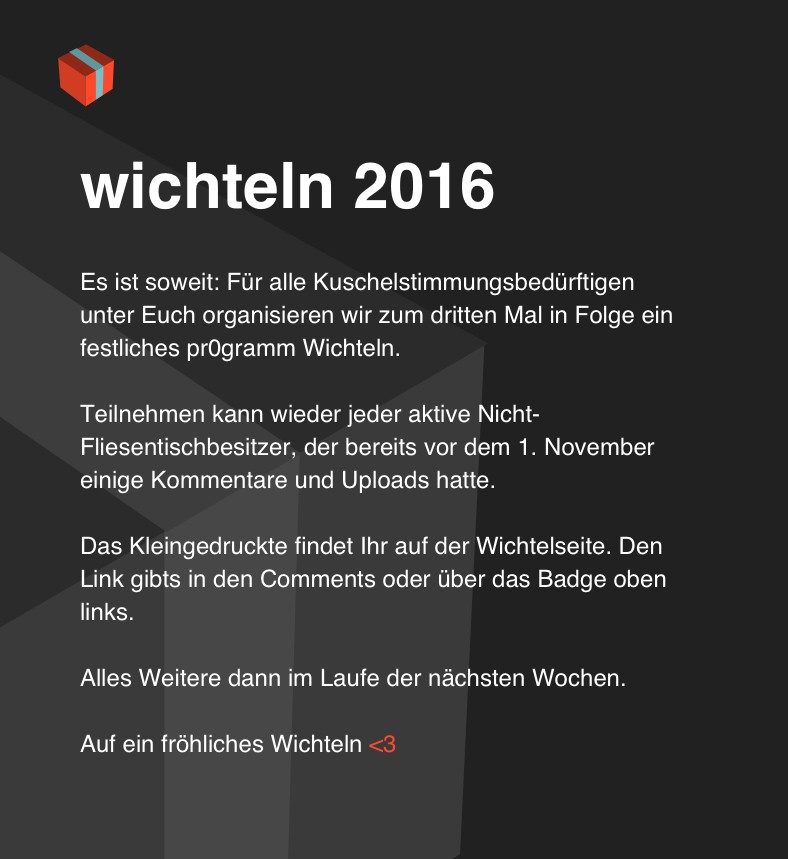 wichteln 2016
Es ist soweit: Für alle Kuschelstimmungsbedürftigen
unter Euch organisieren wir zum dritten Mal in Folge ein
festliches pr0gramm Wichteln.
Teilnehmen kann wieder jeder aktive Nicht-
Fliesentischbesitzer, der bereits vor dem 1. November
einige Kommentare und Uploads hatte.
Das Kleingedruckte findet Ihr auf der Wichtelseite. Den
Link gibts in den Comments oder über das Badge oben
links.
Alles Weitere dann im Laufe der nächsten Wochen.
Auf ein fröhliches Wichteln <3